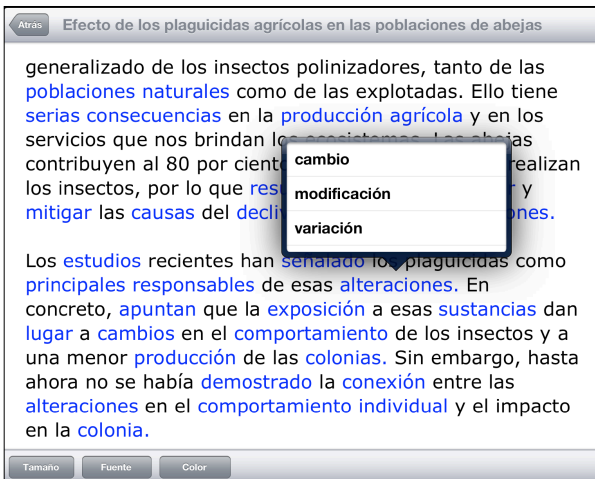 Atrás Efecto de los plaguicidas agrícolas en las poblaciones de abejas
generalizado de los insectos polinizadores, tanto de las
poblaciones naturales como de las explotadas. Ello tiene
serias consecuencias en la producción agrícola y en los
servicios que nos brindan los ecosistemas. Las abejas
contribuyen al 80 por ciento realizan
los insectos, por lo que y
mitigar las causas del
cambio
modificación
variación
Los estudios recientes han señalado los plaguicidas como
principales responsables de esas alteraciones. En
concreto, apuntan que la exposición a esas sustancias dan
lugar a cambios en el comportamiento de los insectos y a
una menor producción de las colonias. Sin embargo, hasta
ahora no se había demostrado la conexión entre las
alteraciones en el comportamiento individual y el impacto
en la colonia.
Tamaño Fuente Color